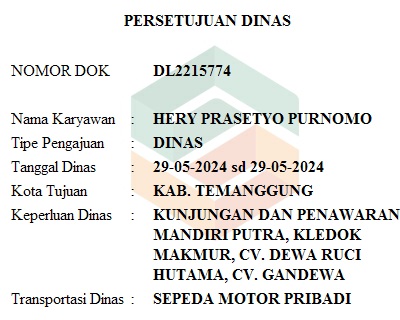 PERSETUJUAN DINAS
NOMOR DOK DL2215774
Nama Karyawan : HERY PRASETYO PURNOMO
Tipe Pengajuan : DINAS
Tanggal Dinas : 29-05-2024 sd 29-05-2024
Kota Tujuan : KAB. TEMANGGUNG
Keperluan Dinas : KUNJUNGAN DAN PENAWARAN
MANDIRI PUTRA, KLEDOK
MAKMUR, CV. DEWA RUCI
HUTAMA, CV. GANDEWA
Transportasi Dinas : SEPEDA MOTOR PRIBADI